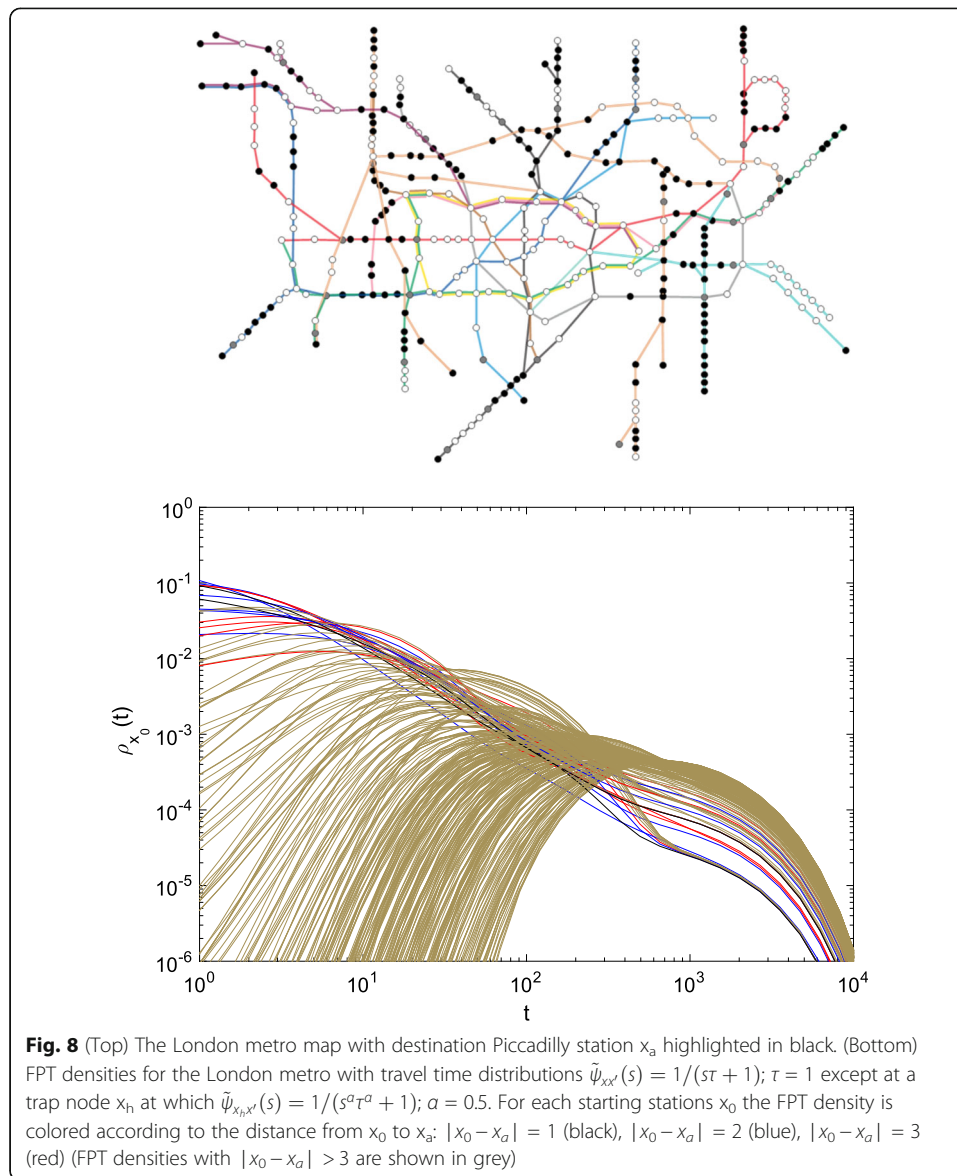 10^0
10^-1
10^-2
10^-3
10^-4
10^-5
10^-6
ρ_{x_0}(t)
10^0 10^1 10^2 10^3 10^4
t
Fig. 8 (Top) The London metro map with destination Piccadilly station x_a highlighted in black. (Bottom)
FPT densities for the London metro with travel time distributions ψ̃_{xx′}(s) = 1/(sτ + 1); τ = 1 except at a
trap node x_h at which ψ̃_{x_h x′}(s) = 1/(s^α τ^α + 1); α = 0.5. For each starting stations x_0 the FPT density is
colored according to the distance from x_0 to x_a: |x_0 − x_a| = 1 (black), |x_0 − x_a| = 2 (blue), |x_0 − x_a| = 3
(red) (FPT densities with |x_0 − x_a| > 3 are shown in grey)